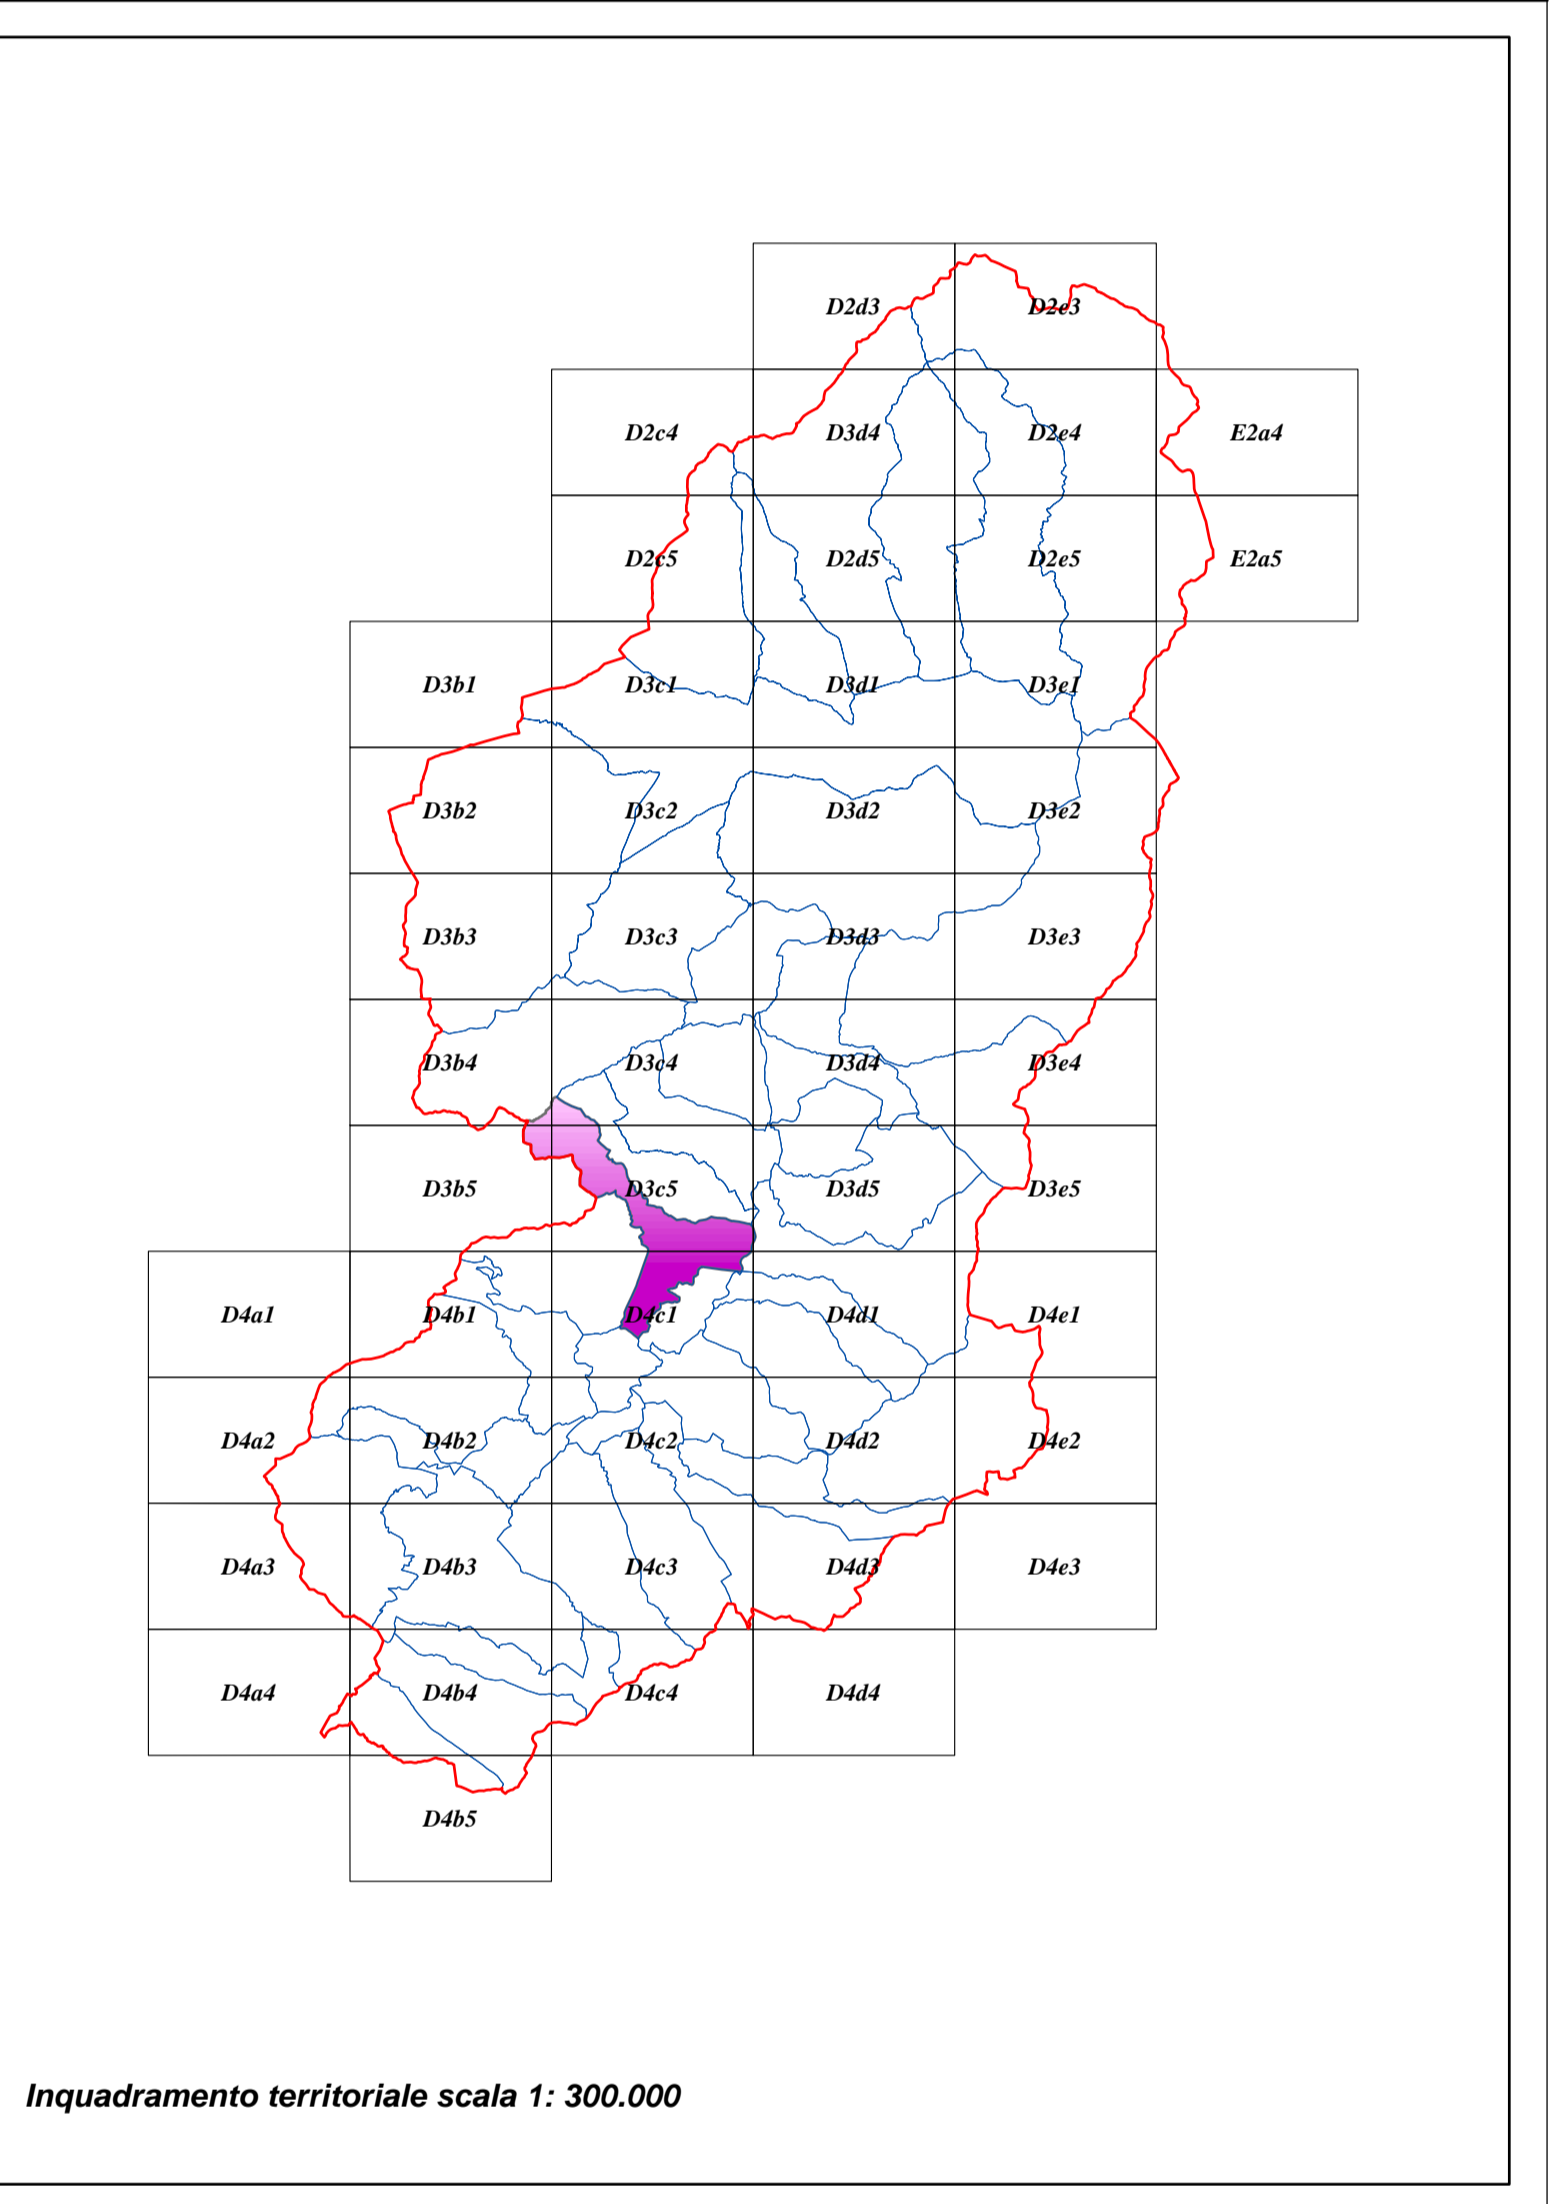 D2d3 D2e3
D2c4 D3d4 D2e4 E2a4
D2c5 D2d5 D2e5 E2a5
D3b1 D3c1 D3d1 D3e1
D3b2 D3c2 D3d2 D3e2
D3b3 D3c3 D3d3 D3e3
D3b4 D3c4 D3d4 D3e4
D3b5 D3c5 D3d5 D3e5
D4a1 D4b1 D4c1 D4d1 D4e1
D4a2 D4b2 D4c2 D4d2 D4e2
D4a3 D4b3 D4c3 D4d3 D4e3
D4a4 D4b4 D4c4 D4d4
D4b5
Inquadramento territoriale scala 1: 300.000